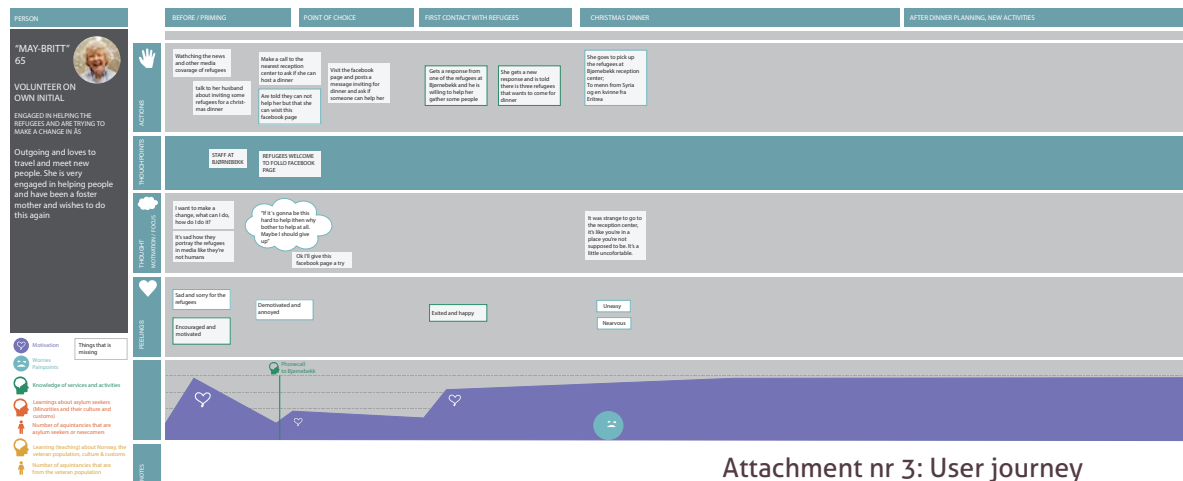 PERSON
BEFORE / PRIMING
POINT OF CHOICE
FIRST CONTACT WITH REFUGEES
CHRISTMAS DINNER
AFTER DINNER PLANNING, NEW ACTIVITIES
“MAY-BRITT”
65
VOLUNTEER ON
OWN INITIAL
ENGAGED IN HELPING THE
REFUGEES AND ARE TRYING TO
MAKE A CHANGE IN ÅS
Outgoing and loves to
travel and meet new
people. She is very
engaged in helping people
and have been a foster
mother and wishes to do
this again
ACTIONS
Wathching the news
and other media
covarage of refugees
talk to her husband
about inviting some
refugees for a christ-
mas dinner
Make a call to the
nearest reception
center to ask if she can
host a dinner
Are told they can not
help her but that she
can wisit this
facebook page
Visit the facebook
page and posts a
message inviting for
dinner and ask if
someone can help her
Gets a response from
one of the refugees at
Bjørnebekk and he is
willing to help her
gather some people
She gets a new
response and is told
there is three refugees
that wants to come for
dinner
She goes to pick up
the refugees at
Bjørnebekk reception
center;
To menn from Syria
og en kvinne fra
Eritrea
THOUCHPOINTS
STAFF AT
BJØRNEBEKK
REFUGEES WELCOME
TO FOLLO FACEBOOK
PAGE
THOUGHT
MOTIVATION / FOCUS
I want to make a
change, what can I do,
how do I do it?
It's sad how they
portray the refugees
in media like they're
not humans
"If it´s gonna be this
hard to help ithen why
bother to help at all.
Maybe I should give
up"
Ok I'll give this
facebook page a try
It was strange to go to
the reception center,
it's like you're in a
place you're not
supposed to be. It's a
little uncofortable.
FEELINGS
Sad and sorry for the
refugees
Encouraged and
motivated
Demotivated and
annoyed
Exited and happy
Uneasy
Nearvous
Phonecall
to Bjørnebekk
Motivation
Things that is
missing
Worries
Painpoints
Knowledge of services and activities
Learnings about asylum seekers
(Minorities and their culture and
customs)
Number of aquintancies that are
asylum seekers or newcomers
Learning (teaching) about Norway, the
veteran population, culture & customs
Number of aquintancies that are
from the veteran population
NOTES
Attachment nr 3: User journey